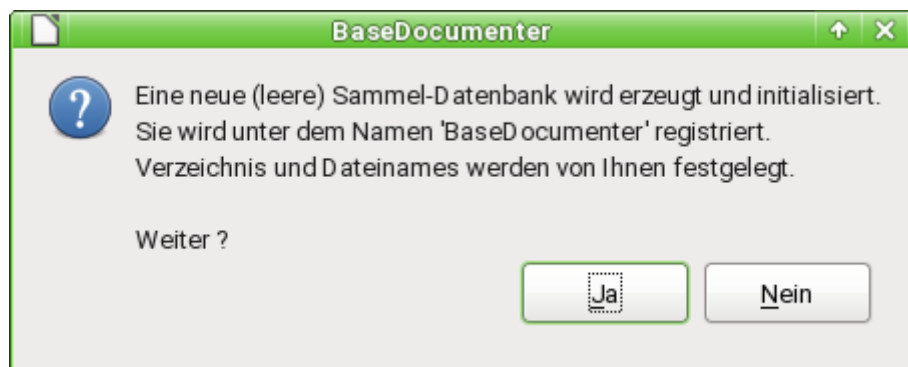 BaseDocumenter
Eine neue (leere) Sammel-Datenbank wird erzeugt und initialisiert.
Sie wird unter dem Namen 'BaseDocumenter' registriert.
Verzeichnis und Dateinames werden von Ihnen festgelegt.
Weiter ?
Ja
Nein